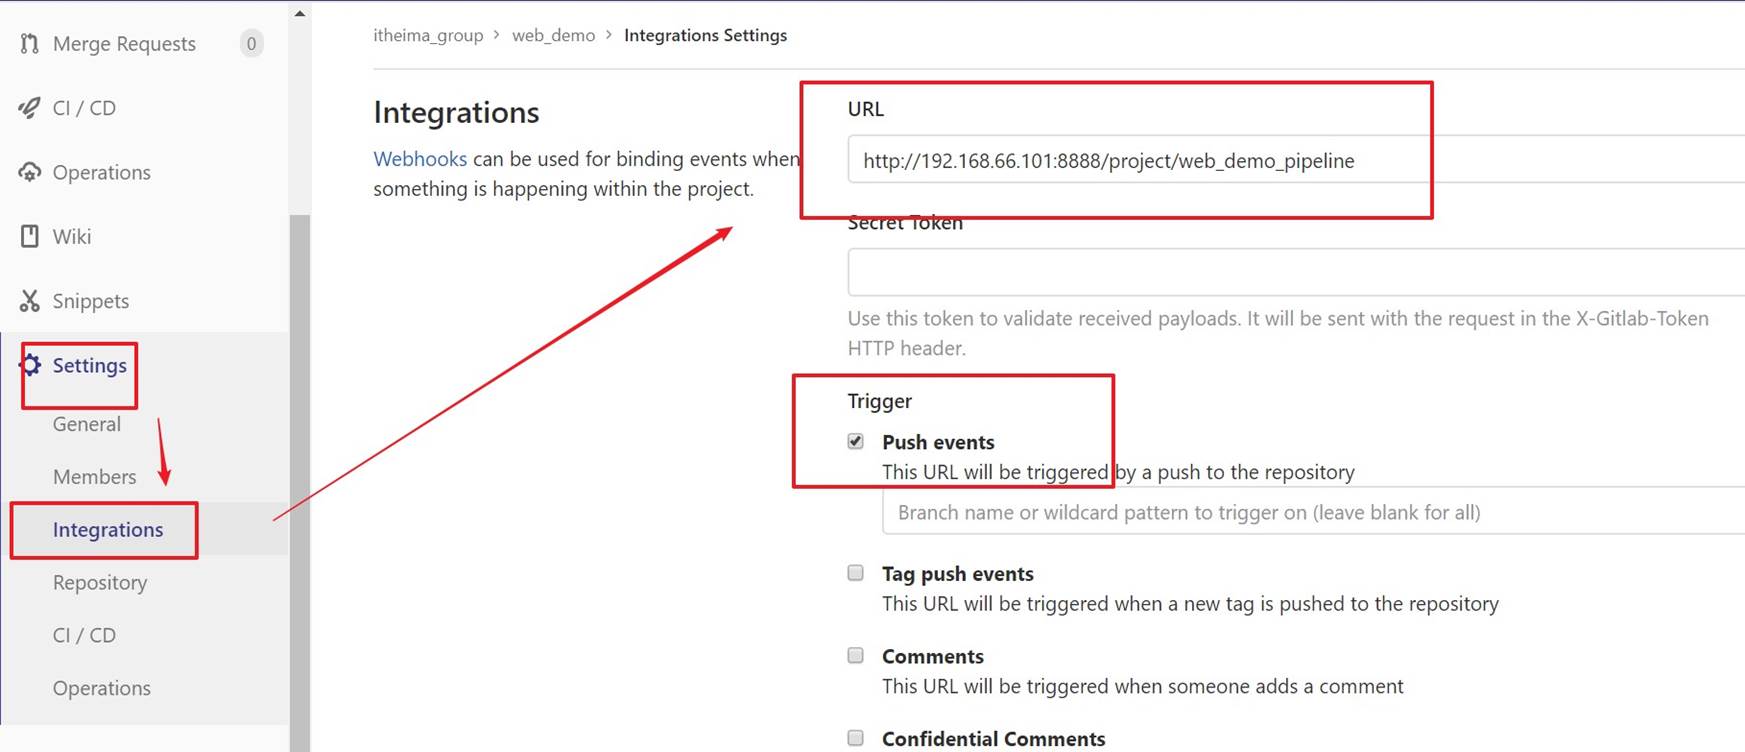 Merge Requests 0
CI / CD
Operations
Wiki
Snippets
Settings
General
Members
Integrations
Repository
CI / CD
Operations
itheima_group > web_demo > Integrations Settings
Integrations
Webhooks can be used for binding events when
something is happening within the project.
URL
http://192.168.66.101:8888/project/web_demo_pipeline
Secret Token
Use this token to validate received payloads. It will be sent with the request in the X-Gitlab-Token
HTTP header.
Trigger
Push events
This URL will be triggered by a push to the repository
Branch name or wildcard pattern to trigger on (leave blank for all)
Tag push events
This URL will be triggered when a new tag is pushed to the repository
Comments
This URL will be triggered when someone adds a comment
Confidential Comments